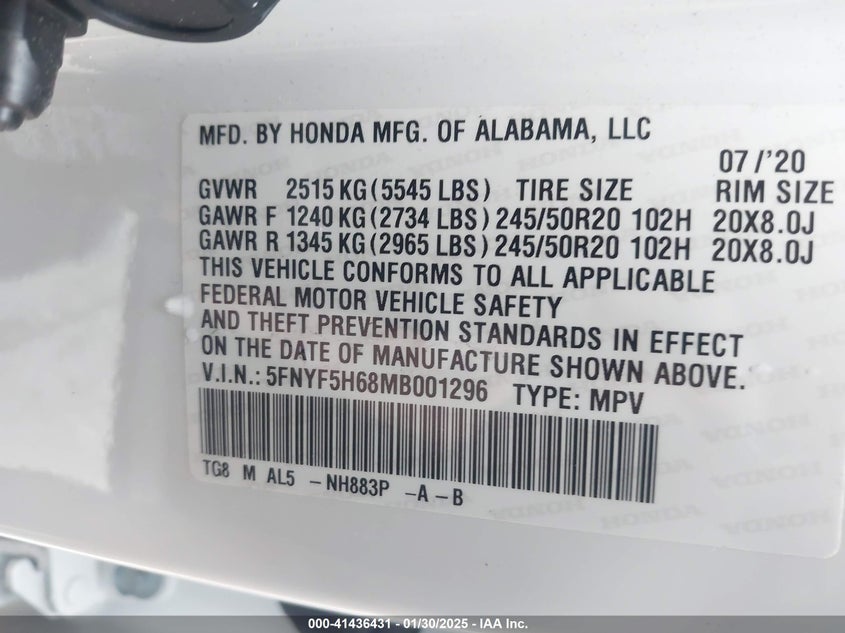 MFD. BY HONDA MFG. OF ALABAMA, LLC
07/'20
GVWR 2515 KG (5545 LBS) TIRE SIZE RIM SIZE
GAWR F 1240 KG (2734 LBS) 245/50R20 102H 20X8.0J
GAWR R 1345 KG (2965 LBS) 245/50R20 102H 20X8.0J
THIS VEHICLE CONFORMS TO ALL APPLICABLE
FEDERAL MOTOR VEHICLE SAFETY
AND THEFT PREVENTION STANDARDS IN EFFECT
ON THE DATE OF MANUFACTURE SHOWN ABOVE.
V.I.N.: 5FNYF5H68MB001296 TYPE: MPV
TG8 M AL5 -NH883P -A-B
000-41436431 - 01/30/2025 - IAA Inc.